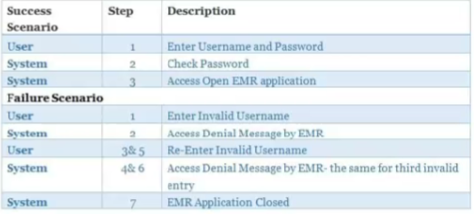 Success Scenario Step Description
User 1 Enter Username and Password
System 2 Check Password
System 3 Access Open EMR application
Failure Scenario
User 1 Enter Invalid Username
System 2 Access Denial Message by EMR
User 3& 5 Re-Enter Invalid Username
System 4& 6 Access Denial Message by EMR- the same for third invalid
entry
System 7 EMR Application Closed